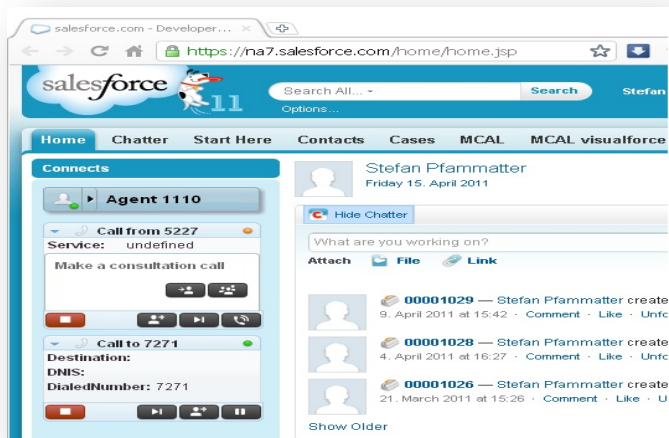 salesforce.com - Developer...
https://na7.salesforce.com/home/home.jsp
salesforce
11
Search All...
Search
Stefan
Options...
Home
Chatter
Start Here
Contacts
Cases
MCAL
MCAL visualforce
Connects
Agent 1110
Call from 5227
Service: undefined
Make a consultation call
Call to 7271
Destination:
DNIS:
DialedNumber: 7271
Stefan Pfammatter
Friday 15. April 2011
Hide Chatter
What are you working on?
Attach File Link
00001029 — Stefan Pfammatter create
9. April 2011 at 15:42 · Comment · Like · Unfo
00001028 — Stefan Pfammatter create
4. April 2011 at 16:27 · Comment · Like · Unfo
00001026 — Stefan Pfammatter create
21. March 2011 at 15:26 · Comment · Like · U
Show Older